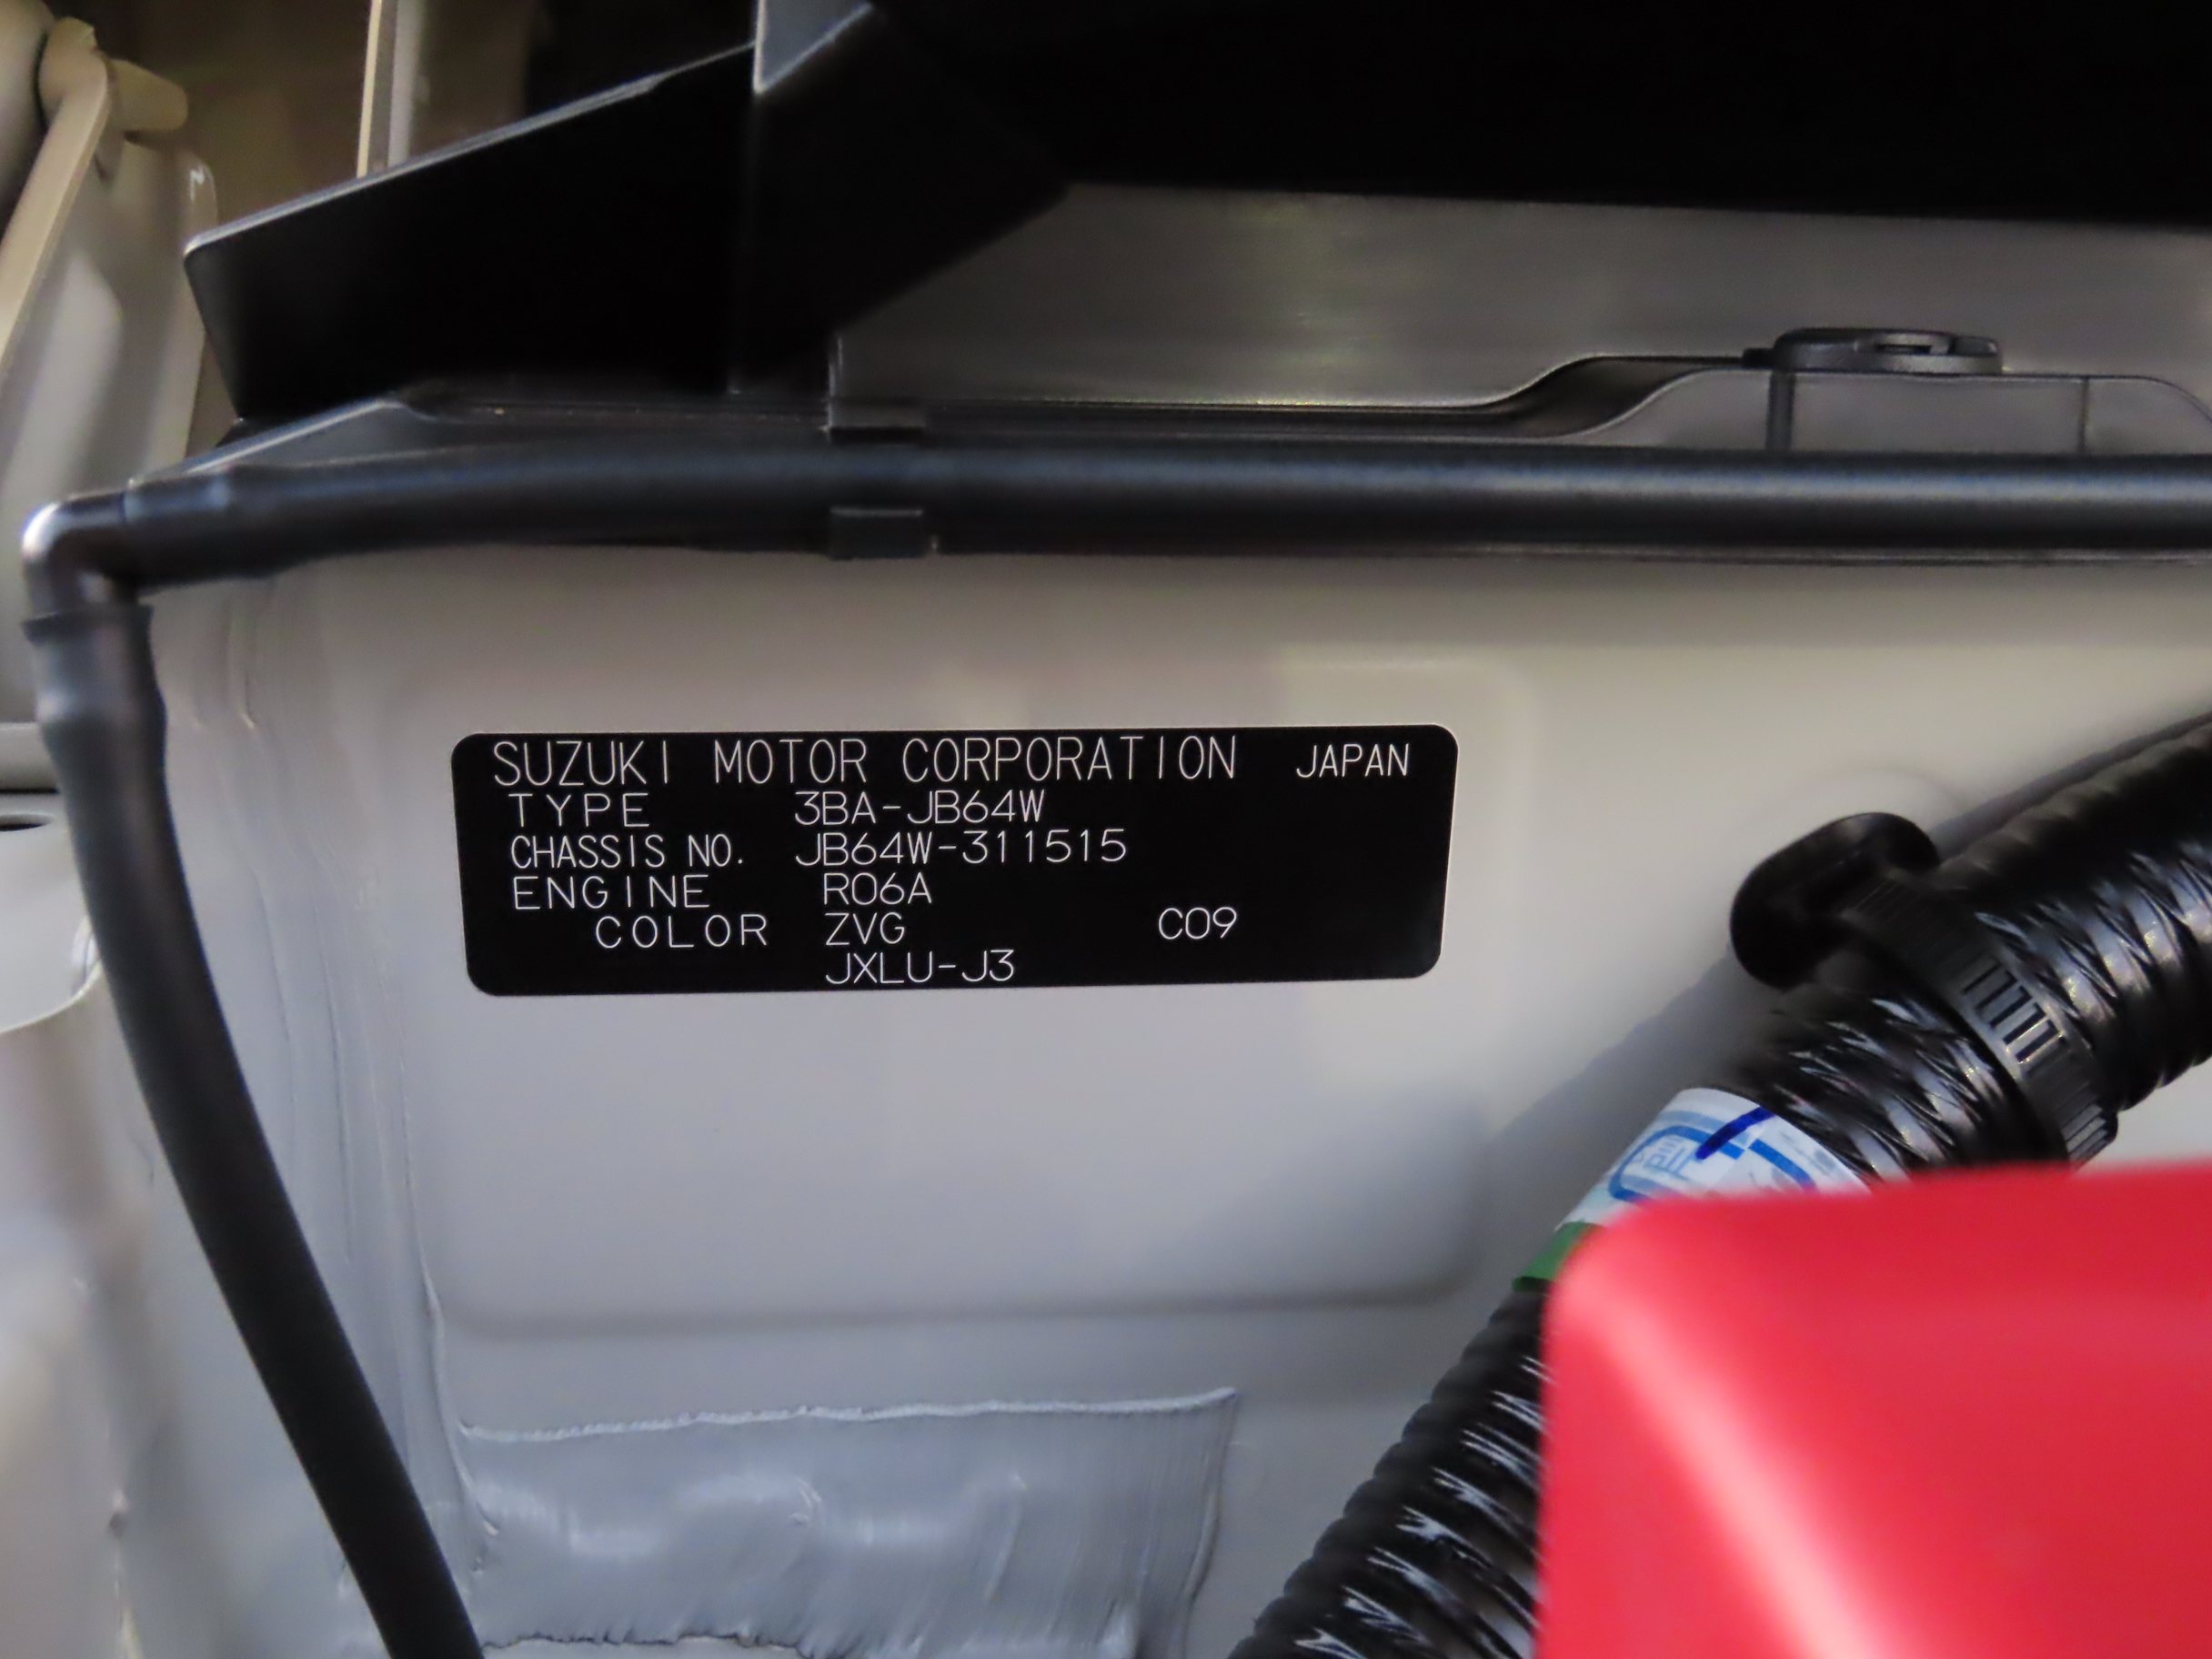 SUZUKI MOTOR CORPORATION JAPAN
TYPE 3BA-JB64W
CHASSIS NO. JB64W-311515
ENGINE R06A
COLOR ZVG C09
JXLU-J3